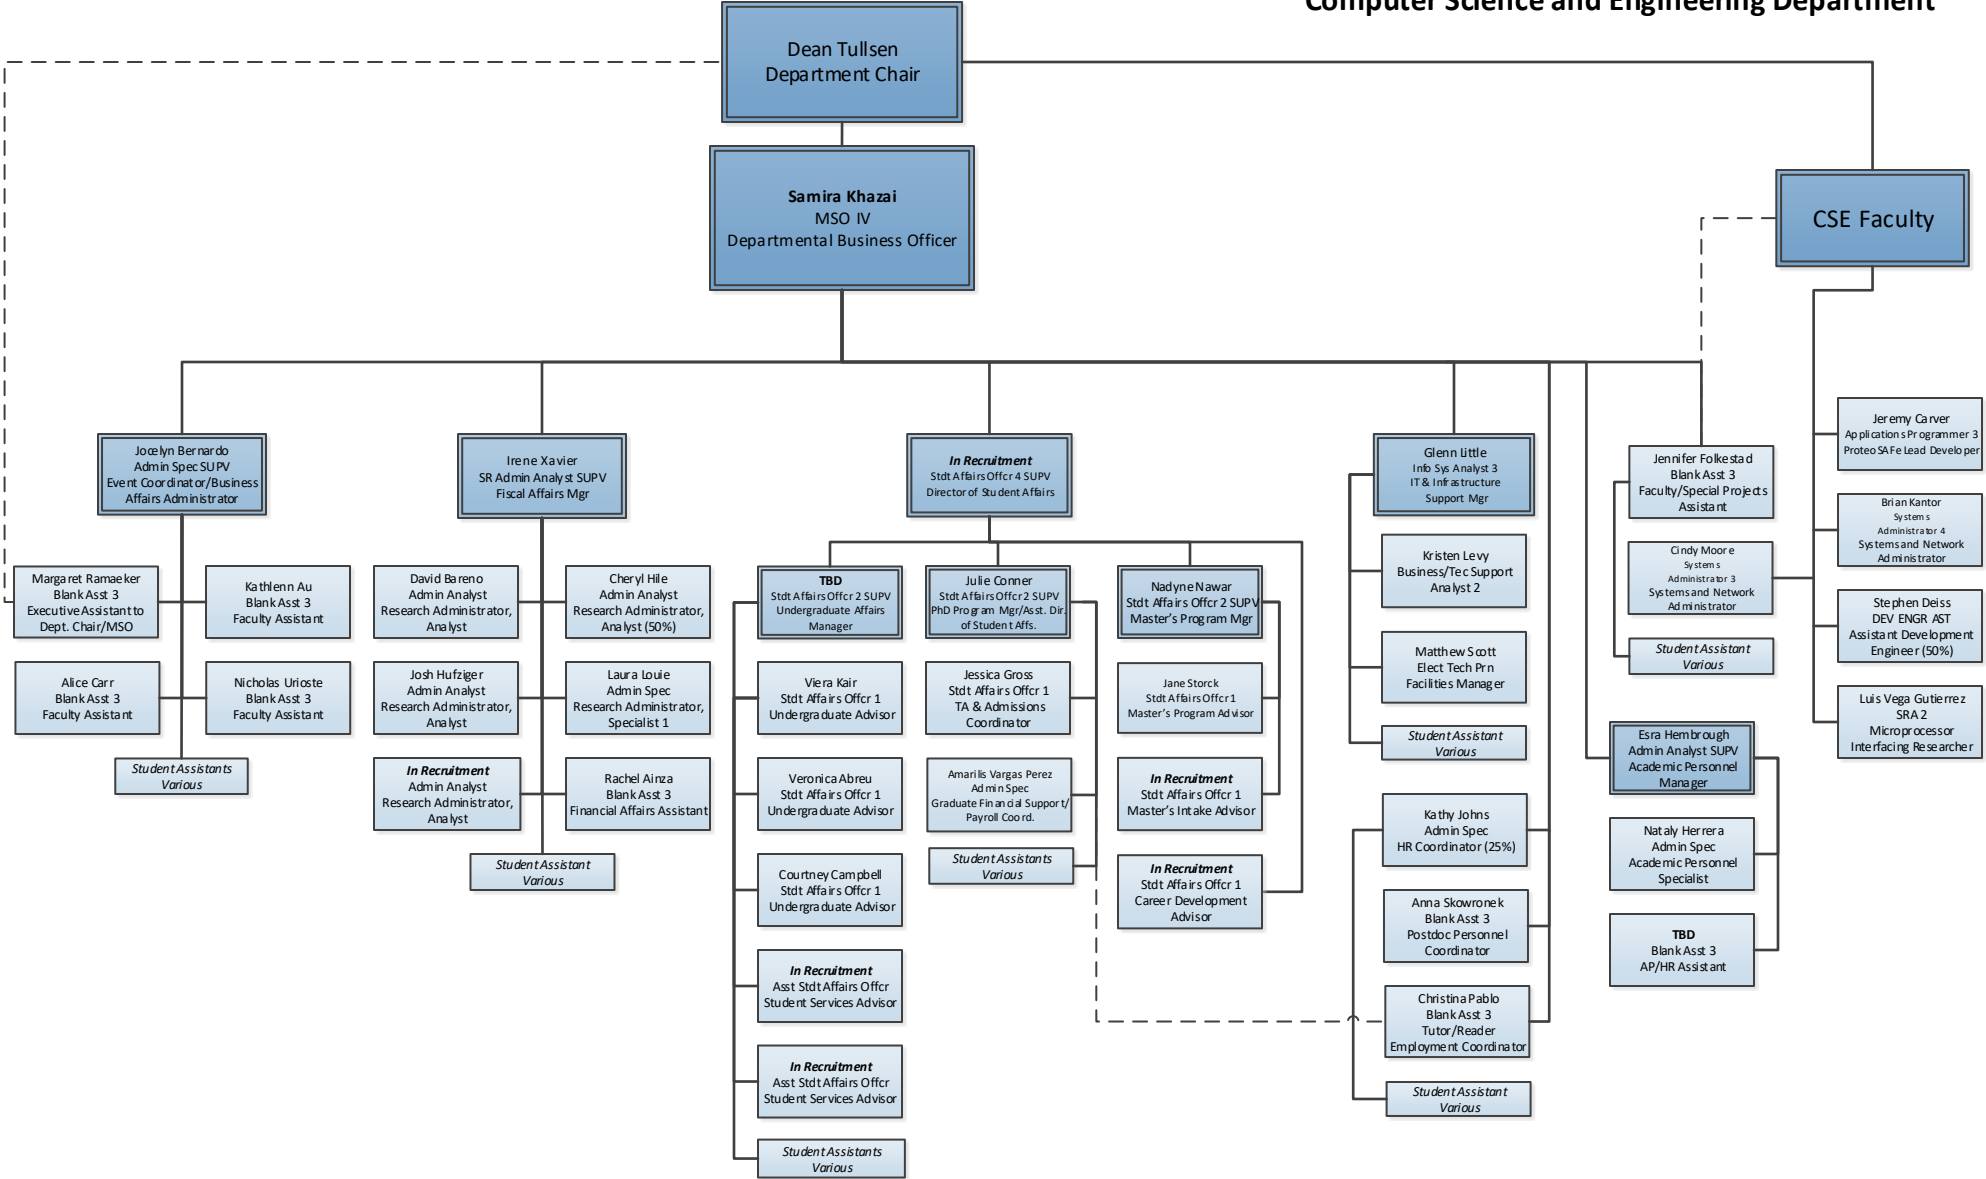 Computer Science and Engineering Department
Dean Tullsen
Department Chair
Samira Khazai
MSO IV
Departmental Business Officer
CSE Faculty
Jocelyn Bernardo
Admin Spec SUPV
Event Coordinator/Business
Affairs Administrator
Margaret Ramaeker
Blank Asst 3
Executive Assistant to
Dept. Chair/MSO
Kathlenn Au
Blank Asst 3
Faculty Assistant
Alice Carr
Blank Asst 3
Faculty Assistant
Nicholas Urioste
Blank Asst 3
Faculty Assistant
Student Assistants
Various
Irene Xavier
SR Admin Analyst SUPV
Fiscal Affairs Mgr
David Bareno
Admin Analyst
Research Administrator,
Analyst
Cheryl Hile
Admin Analyst
Research Administrator,
Analyst (50%)
Josh Hufziger
Admin Analyst
Research Administrator,
Analyst
Laura Louie
Admin Spec
Research Administrator,
Specialist 1
In Recruitment
Admin Analyst
Research Administrator,
Analyst
Rachel Ainza
Blank Asst 3
Financial Affairs Assistant
Student Assistant
Various
In Recruitment
Stdt Affairs Offcr 4 SUPV
Director of Student Affairs
TBD
Stdt Affairs Offcr 2 SUPV
Undergraduate Affairs
Manager
Viera Kair
Stdt Affairs Offcr 1
Undergraduate Advisor
Veronica Abreu
Stdt Affairs Offcr 1
Undergraduate Advisor
Courtney Campbell
Stdt Affairs Offcr 1
Undergraduate Advisor
In Recruitment
Asst Stdt Affairs Offcr
Student Services Advisor
In Recruitment
Asst Stdt Affairs Offcr
Student Services Advisor
Student Assistants
Various
Julie Conner
Stdt Affairs Offcr 2 SUPV
PhD Program Mgr/Asst. Dir.
of Student Affs.
Jessica Gross
Stdt Affairs Offcr 1
TA & Admissions
Coordinator
Amarilis Vargas Perez
Admin Spec
Graduate Financial Support/
Payroll Coord.
Student Assistants
Various
Nadyne Nawar
Stdt Affairs Offcr 2 SUPV
Master's Program Mgr
Jane Storck
Stdt Affairs Offcr 1
Master's Program Advisor
In Recruitment
Stdt Affairs Offcr 1
Master's Intake Advisor
In Recruitment
Stdt Affairs Offcr 1
Career Development
Advisor
Glenn Little
Info Sys Analyst 3
IT & Infrastructure
Support Mgr
Kristen Levy
Business/Tec Support
Analyst 2
Matthew Scott
Elect Tech Prn
Facilities Manager
Student Assistant
Various
Kathy Johns
Admin Spec
HR Coordinator (25%)
Anna Skowronek
Blank Asst 3
Postdoc Personnel
Coordinator
Christina Pablo
Blank Asst 3
Tutor/Reader
Employment Coordinator
Student Assistant
Various
Jennifer Folkestad
Blank Asst 3
Faculty/Special Projects
Assistant
Cindy Moore
Systems
Administrator 3
Systems and Network
Administrator
Student Assistant
Various
Esra Hembrough
Admin Analyst SUPV
Academic Personnel
Manager
Nataly Herrera
Admin Spec
Academic Personnel
Specialist
TBD
Blank Asst 3
AP/HR Assistant
Jeremy Carver
Applications Programmer 3
ProteoSAFe Lead Developer
Brian Kantor
Systems
Administrator 4
Systems and Network
Administrator
Stephen Deiss
DEV ENGR AST
Assistant Development
Engineer (50%)
Luis Vega Gutierrez
SRA 2
Microprocessor
Interfacing Researcher